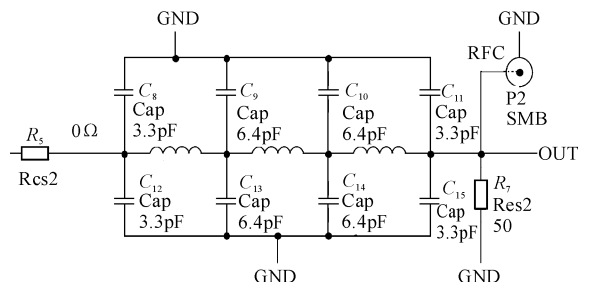 GND
GND
RFC
P2
SMB
C8
Cap
3.3pF
C9
Cap
6.4pF
C10
Cap
6.4pF
C11
Cap
3.3pF
R5
0Ω
Rcs2
OUT
C12
Cap
3.3pF
C13
Cap
6.4pF
C14
Cap
6.4pF
C15
Cap
3.3pF
R7
Res2
50
GND
GND